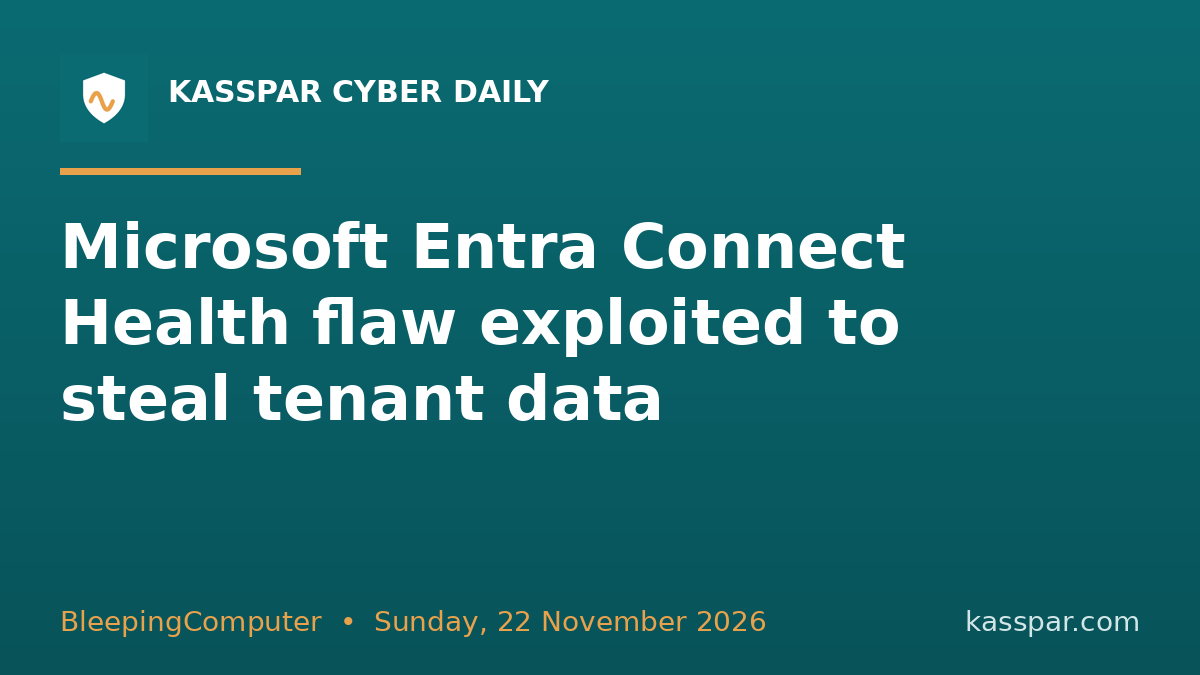 KASSPAR CYBER DAILY
Microsoft Entra Connect
Health flaw exploited to
steal tenant data
BleepingComputer • Sunday, 22 November 2026
kasspar.com